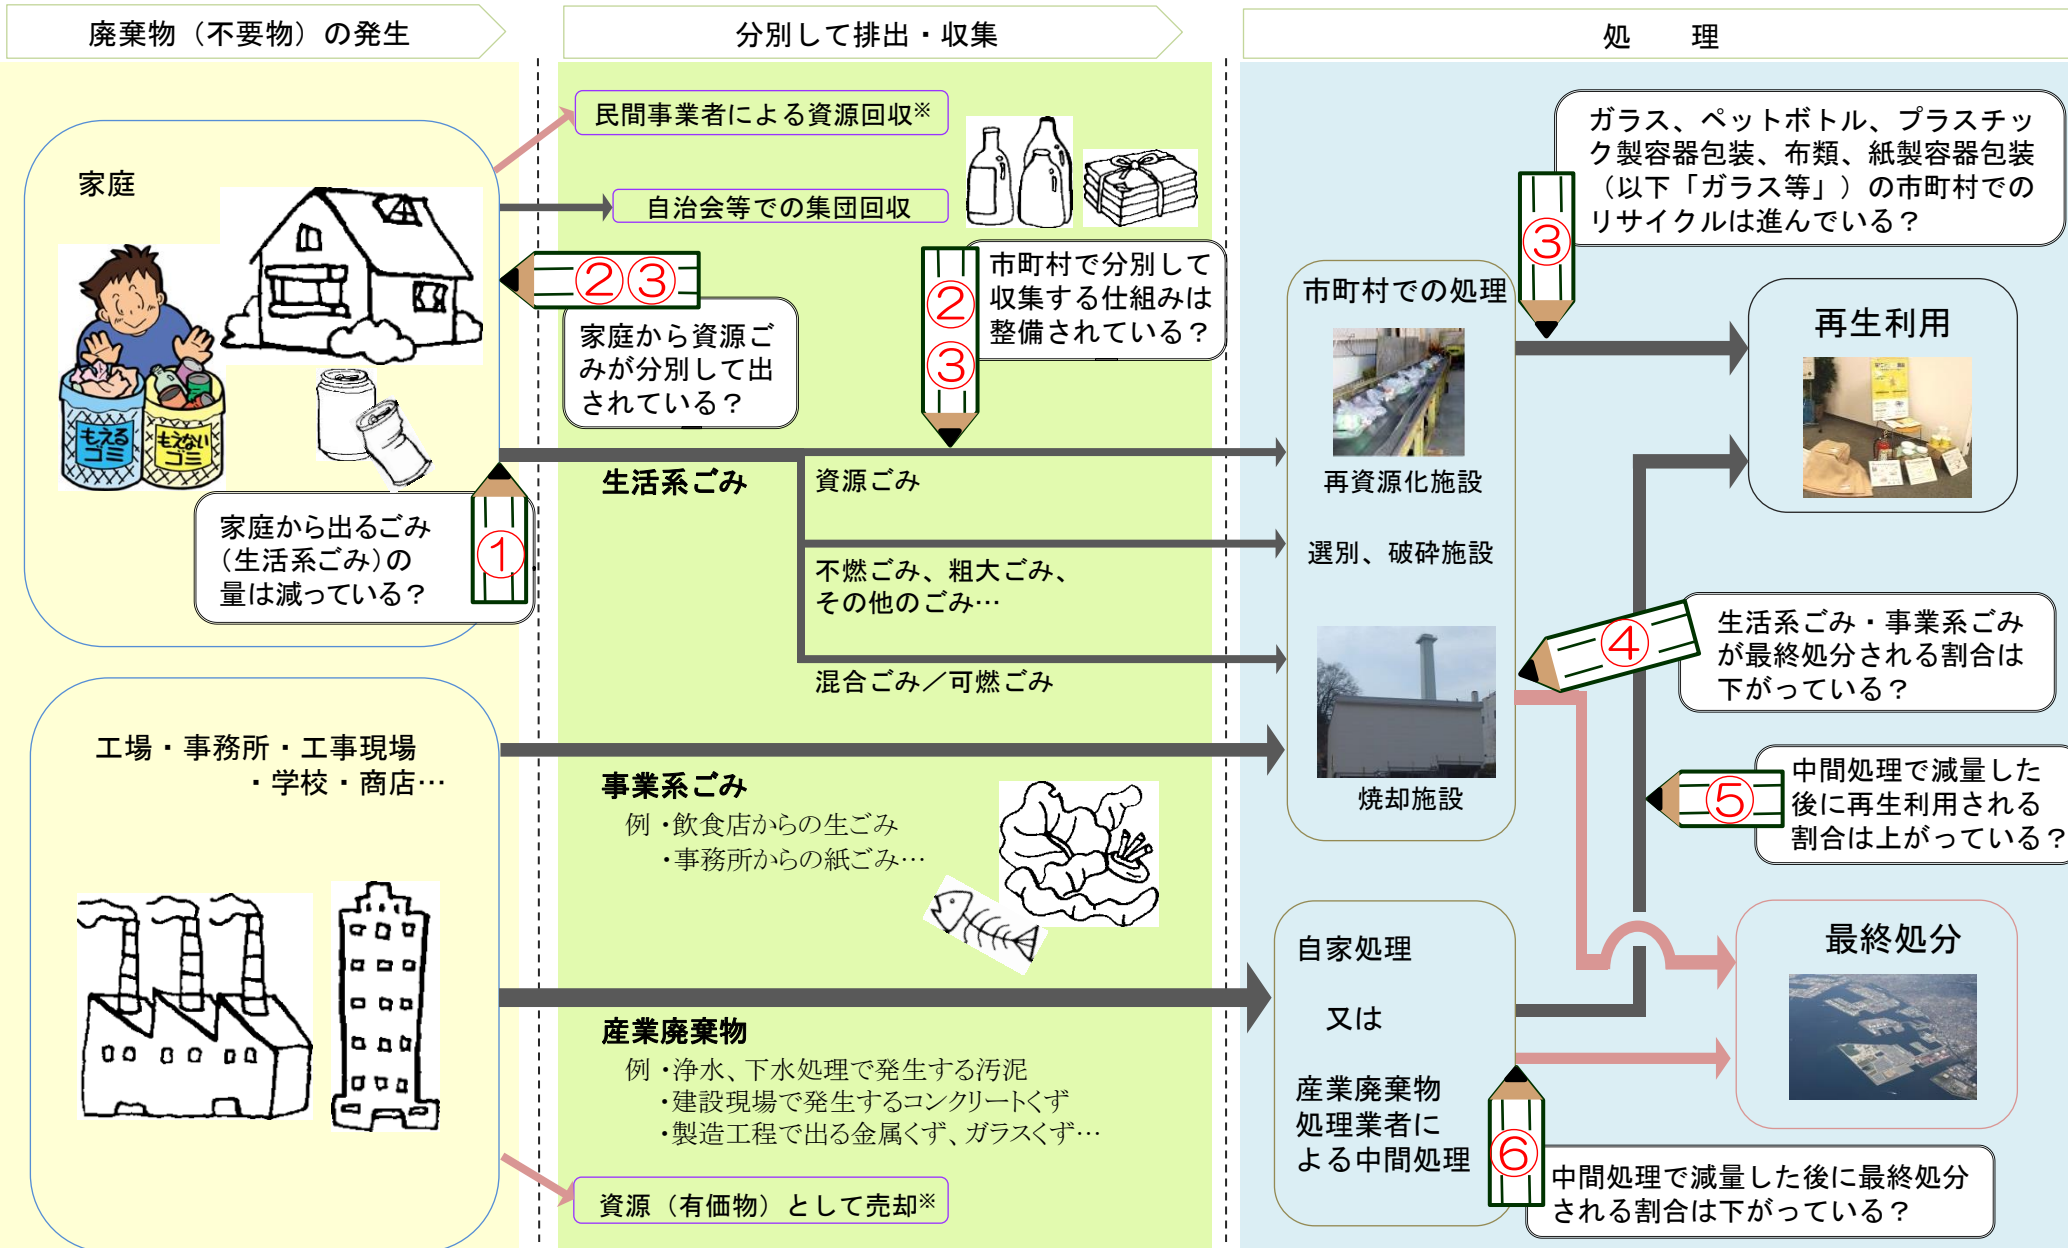 廃棄物（不要物）の発生
分別して排出・収集
処　理
家庭
もえる
ゴミ
もえない
ゴミ
家庭から出るごみ
（生活系ごみ）の
量は減っている？
①
民間事業者による資源回収※
自治会等での集団回収
②③
家庭から資源ご
みが分別して出
されている？
②
③
市町村で分別して
収集する仕組みは
整備されている？
生活系ごみ
資源ごみ
不燃ごみ、粗大ごみ、
その他のごみ…
混合ごみ／可燃ごみ
工場・事務所・工事現場
・学校・商店…
事業系ごみ
例 ・飲食店からの生ごみ
・事務所からの紙ごみ…
産業廃棄物
例 ・浄水、下水処理で発生する汚泥
・建設現場で発生するコンクリートくず
・製造工程で出る金属くず、ガラスくず…
資源（有価物）として売却※
ガラス、ペットボトル、プラスチッ
ク製容器包装、布類、紙製容器包装
（以下「ガラス等」）の市町村での
リサイクルは進んでいる？
③
市町村での処理
再資源化施設
選別、破砕施設
焼却施設
再生利用
④
生活系ごみ・事業系ごみ
が最終処分される割合は
下がっている？
⑤
中間処理で減量した
後に再生利用される
割合は上がっている？
自家処理
又は
産業廃棄物
処理業者に
よる中間処理
最終処分
⑥
中間処理で減量した後に最終処分
される割合は下がっている？